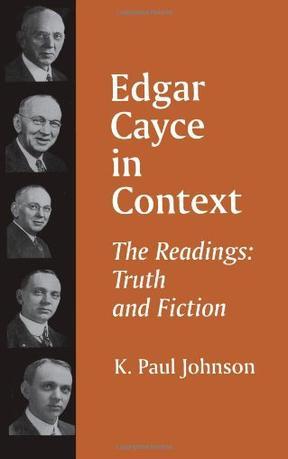 Edgar
Cayce
in
Context
The Readings:
Truth
and Fiction
K. Paul Johnson